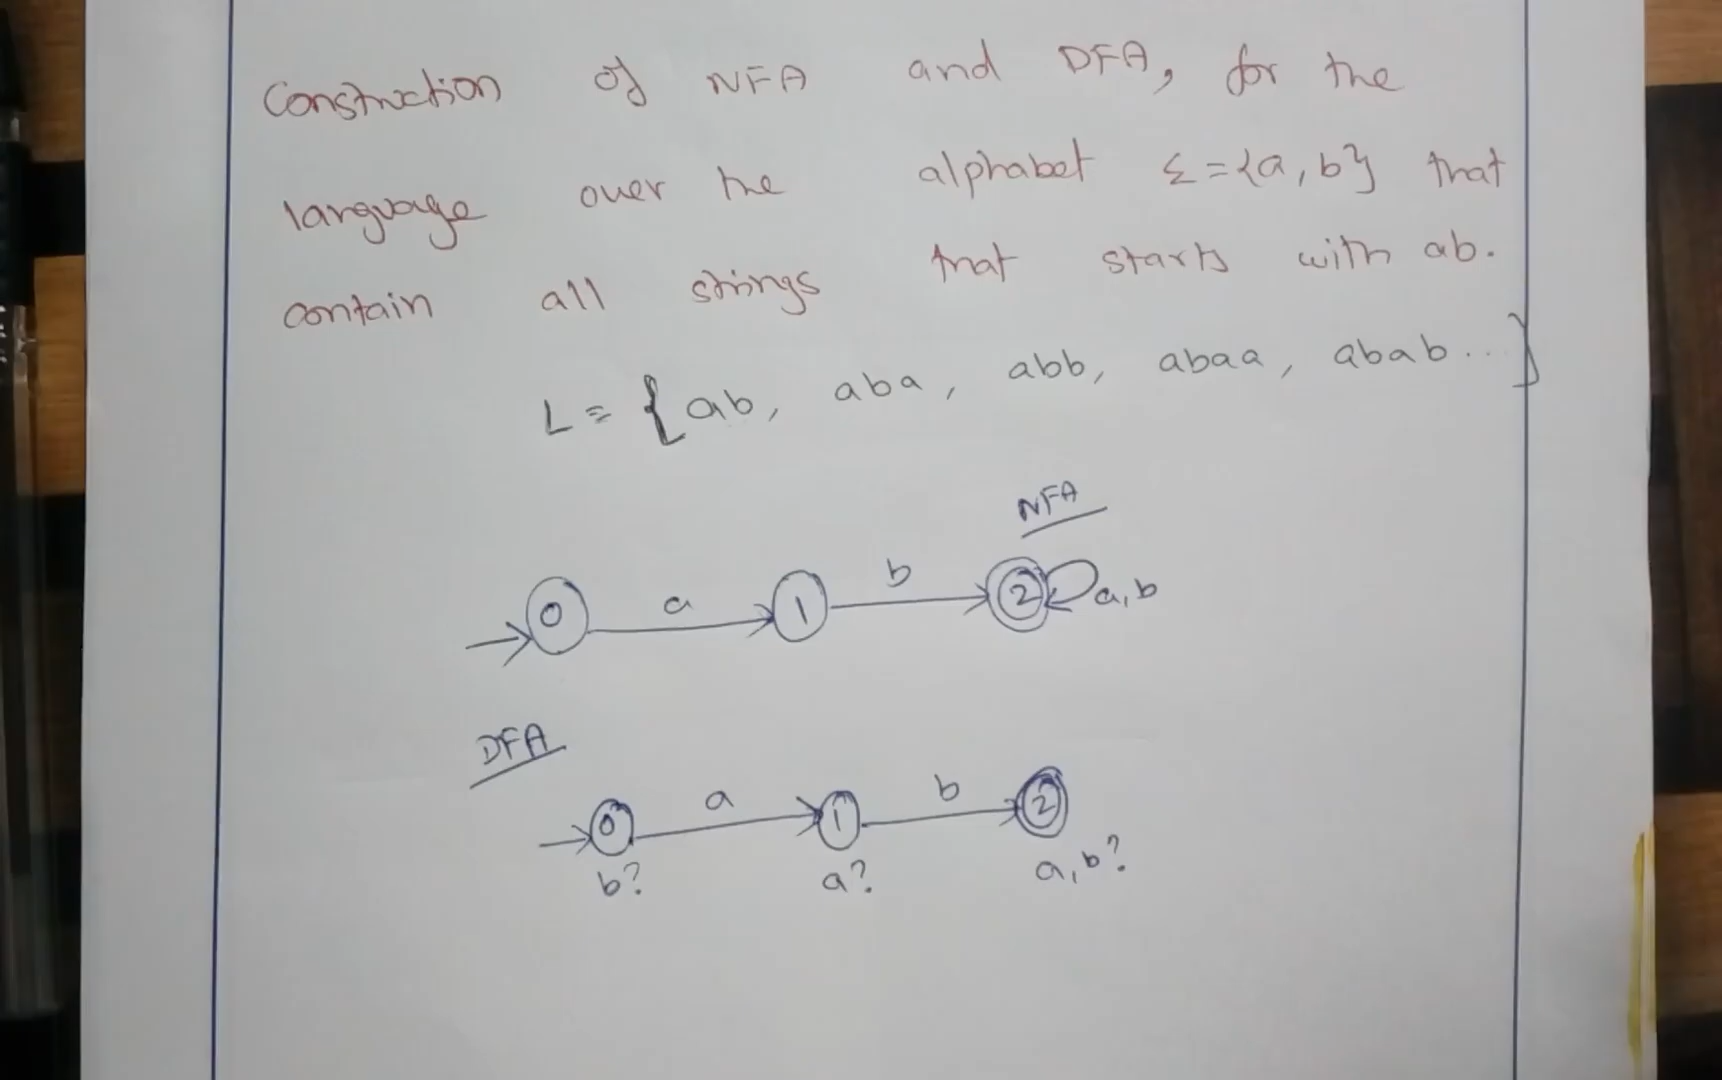 Construction of NFA and DFA, for the
language over the alphabet Σ={a,b} that
contain all strings that starts with ab.
L = {ab, aba, abb, abaa, abab...}
NFA
0 a 1 b 2 a,b
DFA
0 a 1 b 2
b? a? a,b?